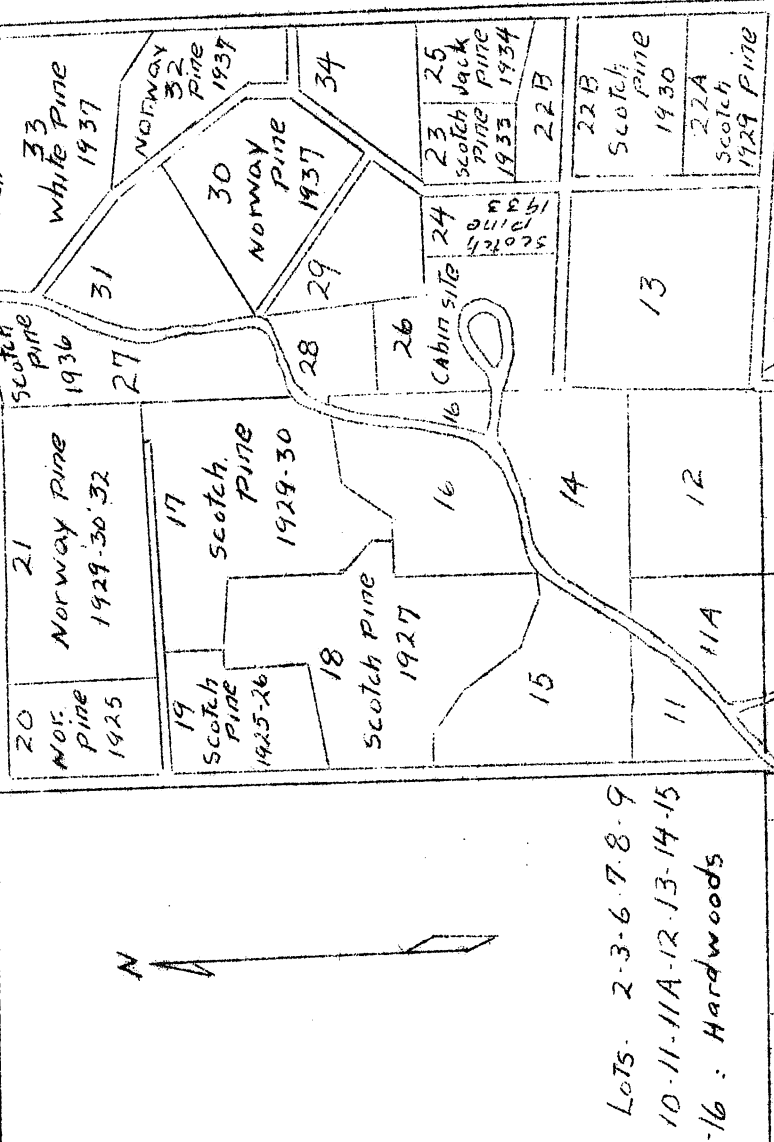 33
White Pine
1937
Norway
32
Pine
1937
34
25
Jack
Pine
1934
23
Scotch
Pine
1933
22B
22B
Scotch
Pine
1930
22A
Scotch
1929 Pine
31
30
Norway
Pine
1937
29
24
Scotch
Pine
1933
13
Scotch
Pine
1936
27
28
26
Cabin site
16
21
Norway Pine
1929-30'32
17
Scotch
Pine
1929-30
16
14
12
20
Nor.
Pine
1925
19
Scotch
Pine
1925-26
18
Scotch Pine
1927
15
11
11A
N
Lots. 2-3-6-7-8-9
10-11-11A-12-13-14-15
-16 : Hardwoods